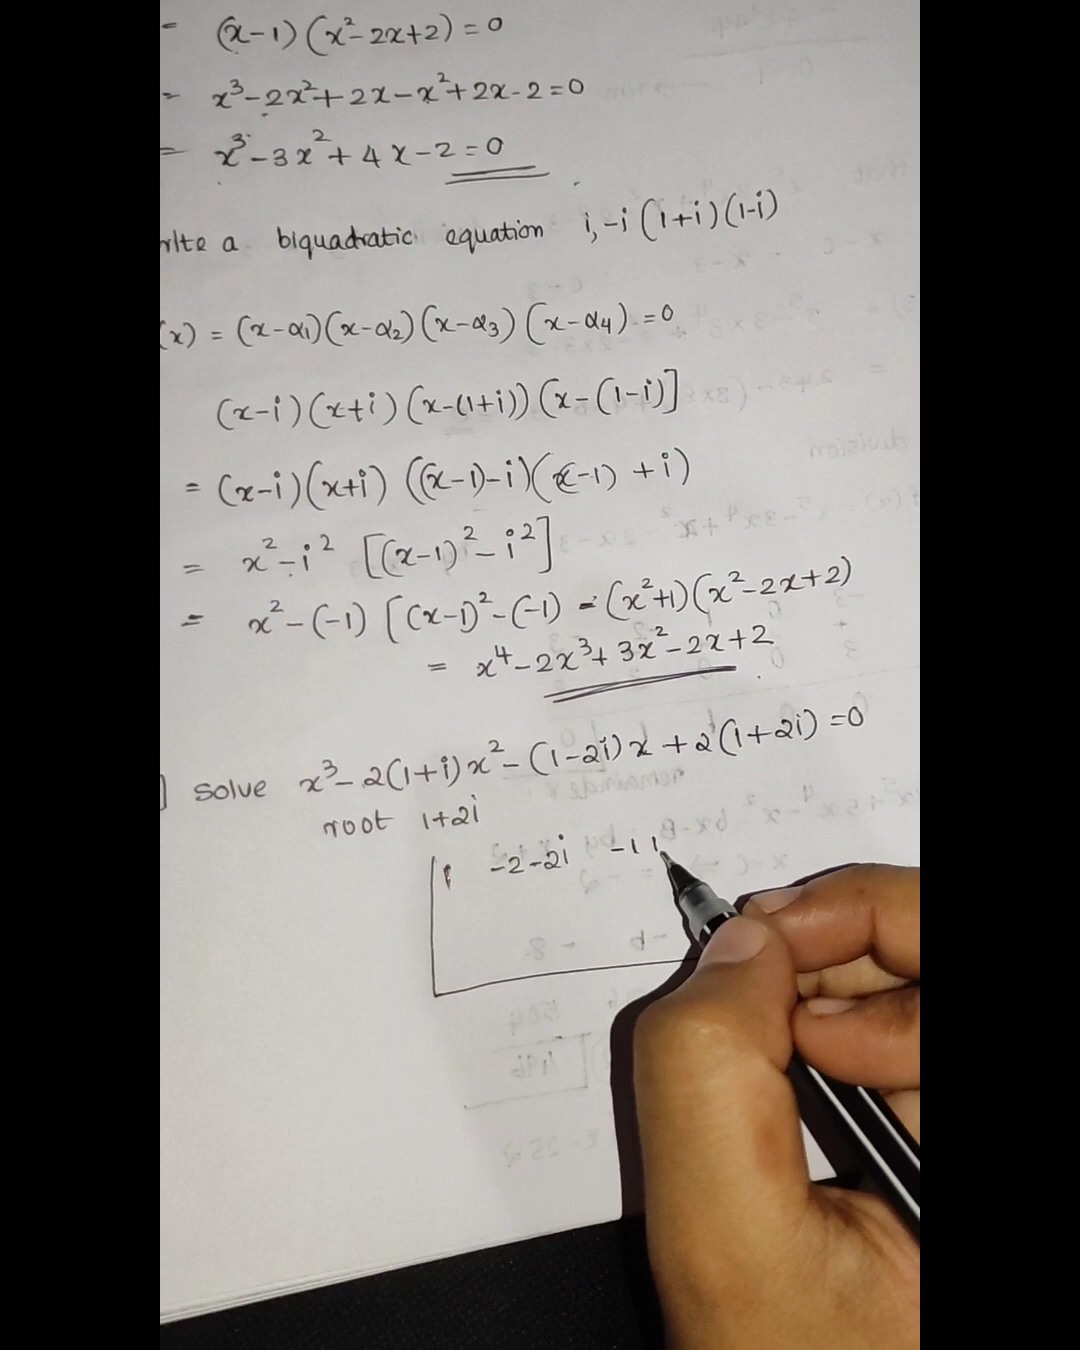 = (x-1)(x²-2x+2)=0
= x³-2x²+2x-x²+2x-2=0
= x³-3x²+4x-2=0
rite a biquadratic equation i,-i (1+i)(1-i)
(x) = (x-α1)(x-α2)(x-α3)(x-α4)=0
(x-i)(x+i)(x-(1+i))(x-(1-i)]
= (x-i)(x+i)((x-1)-i)(x-1)+i)
= x²-i² [(x-1)²-i²]
= x²-(-1) [(x-1)²-(-1) = (x²+1)(x²-2x+2)
= x⁴-2x³+3x²-2x+2
] solve x³-2(1+i)x²-(1-2i)x+2(1+2i)=0
root 1+2i
1 -2-2i -1